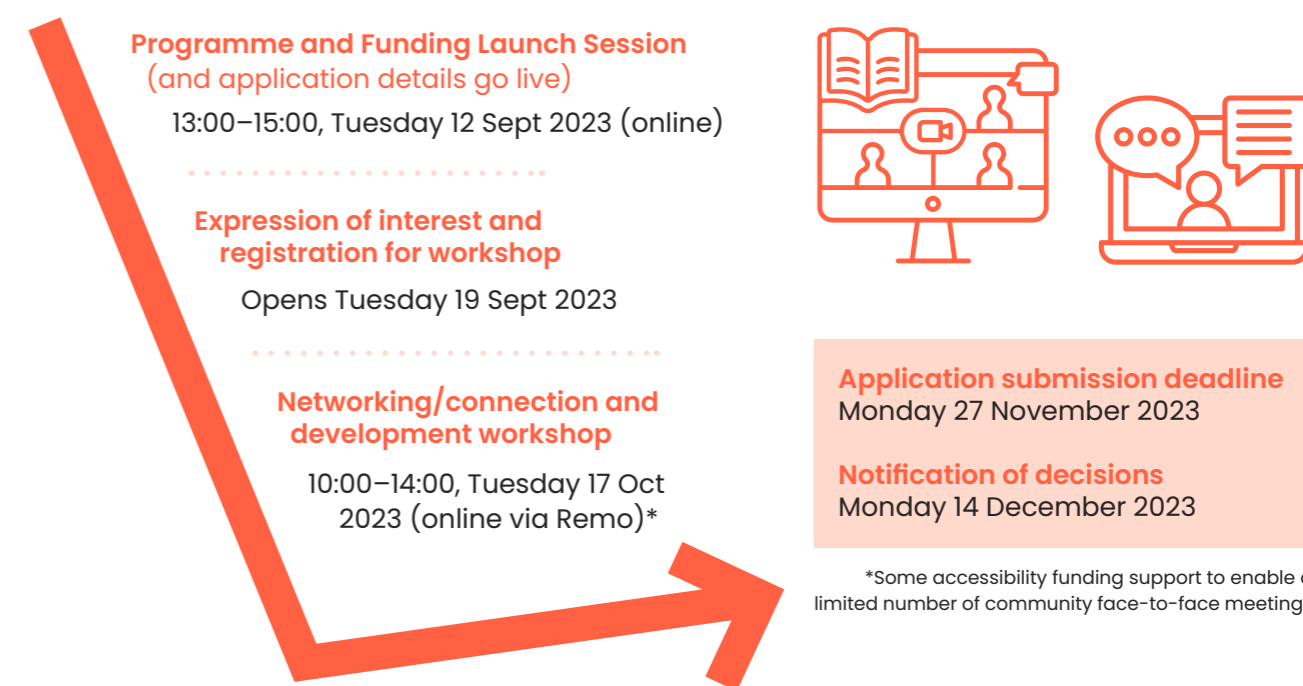 Programme and Funding Launch Session
(and application details go live)
13:00–15:00, Tuesday 12 Sept 2023 (online)
Expression of interest and
registration for workshop
Opens Tuesday 19 Sept 2023
Networking/connection and
development workshop
10:00–14:00, Tuesday 17 Oct
2023 (online via Remo)*
Application submission deadline
Monday 27 November 2023
Notification of decisions
Monday 14 December 2023
*Some accessibility funding support to enable
limited number of community face-to-face meeting